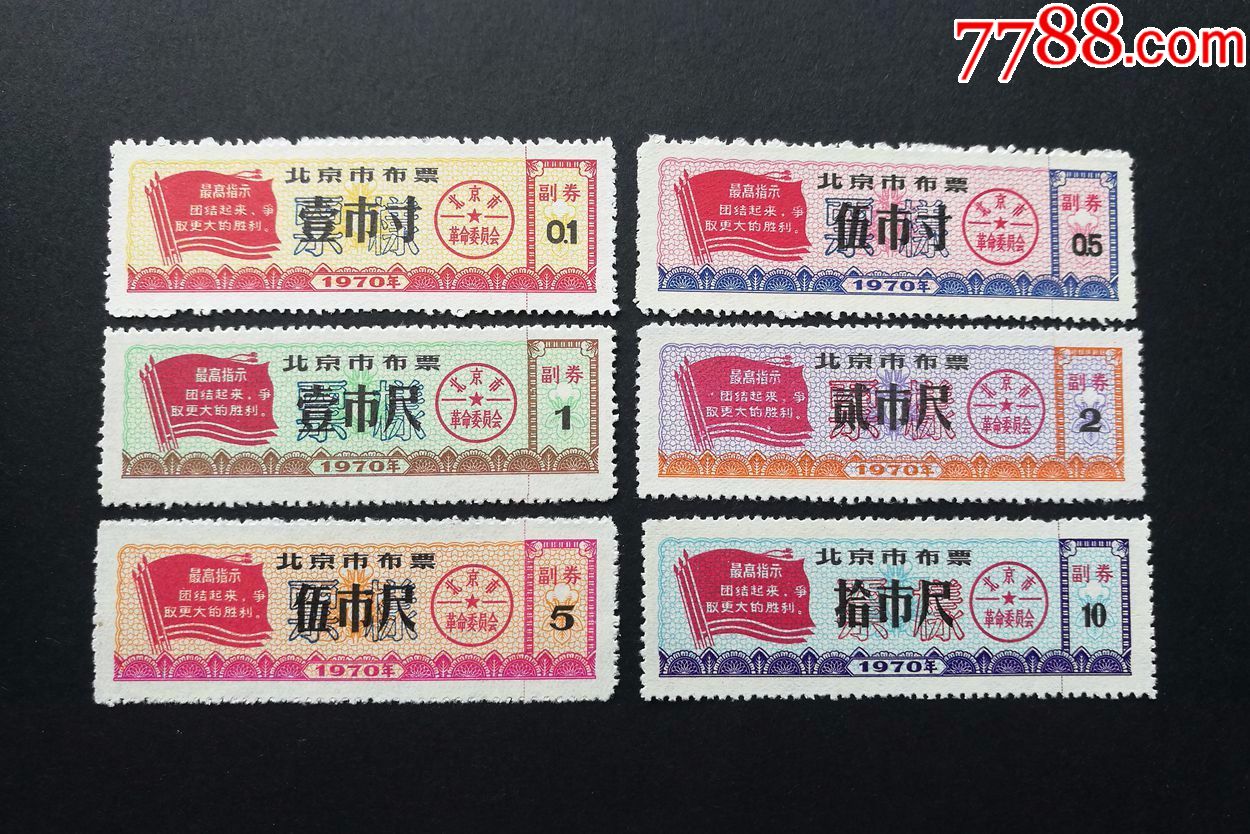 7788.com
北京市布票
最高指示
团结起来，争
取更大的胜利。
壹市寸
票樣
北京市
革命委员会
副券
0.1
1970年
北京市布票
最高指示
团结起来，争
取更大的胜利。
伍市寸
票樣
北京市
革命委员会
副券
0.5
1970年
北京市布票
最高指示
团结起来，争
取更大的胜利。
壹市尺
票樣
北京市
革命委员会
副券
1
1970年
北京市布票
最高指示
团结起来，争
取更大的胜利。
贰市尺
票樣
北京市
革命委员会
副券
2
1970年
北京市布票
最高指示
团结起来，争
取更大的胜利。
伍市尺
票樣
北京市
革命委员会
副券
5
1970年
北京市布票
最高指示
团结起来，争
取更大的胜利。
拾市尺
票樣
北京市
革命委员会
副券
10
1970年